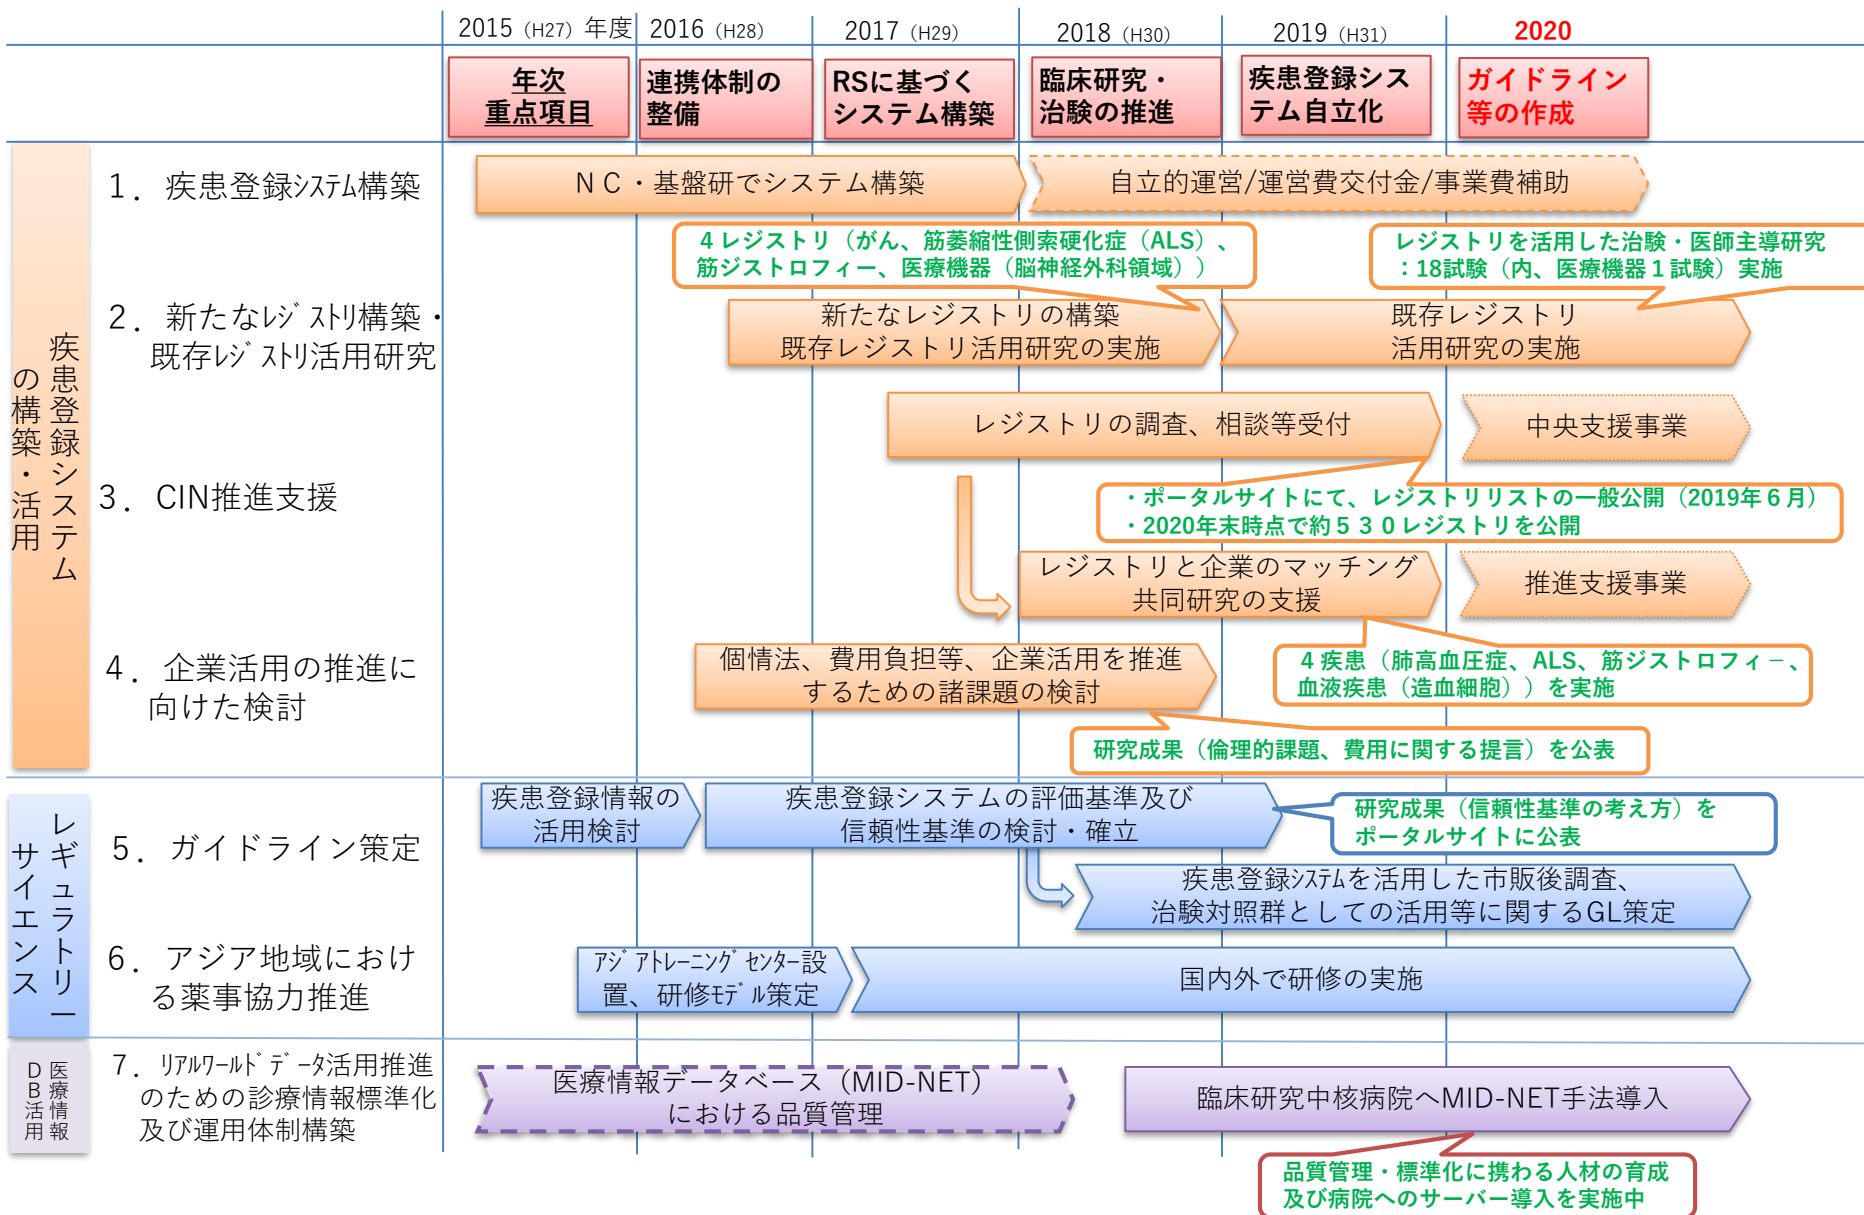 2015（H27）年度
2016（H28）
2017（H29）
2018（H30）
2019（H31）
2020
年次
重点項目
連携体制の
整備
RSに基づく
システム構築
臨床研究・
治験の推進
疾患登録シス
テム自立化
ガイドライン
等の作成
疾患登録システム
の構築・活用
1．疾患登録ｼｽﾃﾑ構築
ＮＣ・基盤研でシステム構築
自立的運営/運営費交付金/事業費補助
４レジストリ（がん、筋萎縮性側索硬化症（ALS）、
筋ジストロフィー、医療機器（脳神経外科領域））
レジストリを活用した治験・医師主導研究
：18試験（内、医療機器１試験）実施
2．新たなﾚｼﾞｽﾄﾘ構築・
既存ﾚｼﾞｽﾄﾘ活用研究
新たなレジストリの構築
既存レジストリ活用研究の実施
既存レジストリ
活用研究の実施
レジストリの調査、相談等受付
中央支援事業
3．CIN推進支援
・ポータルサイトにて、レジストリリストの一般公開（2019年６月）
・2020年末時点で約５３０レジストリを公開
レジストリと企業のマッチング
共同研究の支援
推進支援事業
4．企業活用の推進に
向けた検討
個情法、費用負担等、企業活用を推進
するための諸課題の検討
４疾患（肺高血圧症、ALS、筋ジストロフィ－、
血液疾患（造血細胞））を実施
研究成果（倫理的課題、費用に関する提言）を公表
レギュラトリー
サイエンス
5．ガイドライン策定
疾患登録情報の
活用検討
疾患登録システムの評価基準及び
信頼性基準の検討・確立
研究成果（信頼性基準の考え方）を
ポータルサイトに公表
疾患登録ｼｽﾃﾑを活用した市販後調査、
治験対照群としての活用等に関するGL策定
6．アジア地域におけ
る薬事協力推進
ｱｼﾞｱﾄﾚｰﾆﾝｸﾞｾﾝﾀｰ設
置、研修ﾓﾃﾞﾙ策定
国内外で研修の実施
医療情報
ＤＢ活用
7．ﾘｱﾙﾜｰﾙﾄﾞﾃﾞｰﾀ活用推進
のための診療情報標準化
及び運用体制構築
医療情報データベース（MID-NET）
における品質管理
臨床研究中核病院へMID-NET手法導入
品質管理・標準化に携わる人材の育成
及び病院へのサーバー導入を実施中